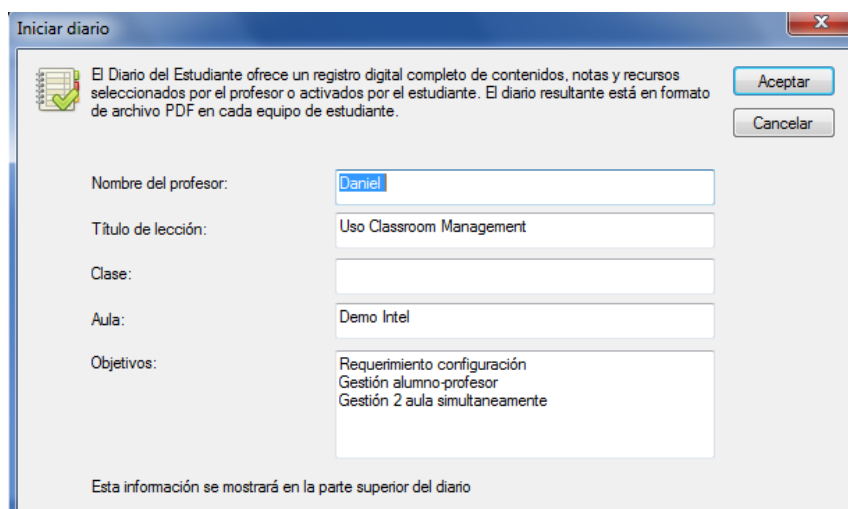 Iniciar diario
El Diario del Estudiante ofrece un registro digital completo de contenidos, notas y recursos
seleccionados por el profesor o activados por el estudiante. El diario resultante está en formato
de archivo PDF en cada equipo de estudiante.
Aceptar
Cancelar
Nombre del profesor: Daniel
Título de lección: Uso Classroom Management
Clase:
Aula: Demo Intel
Objetivos: Requerimiento configuración
Gestión alumno-profesor
Gestión 2 aula simultaneamente
Esta información se mostrará en la parte superior del diario